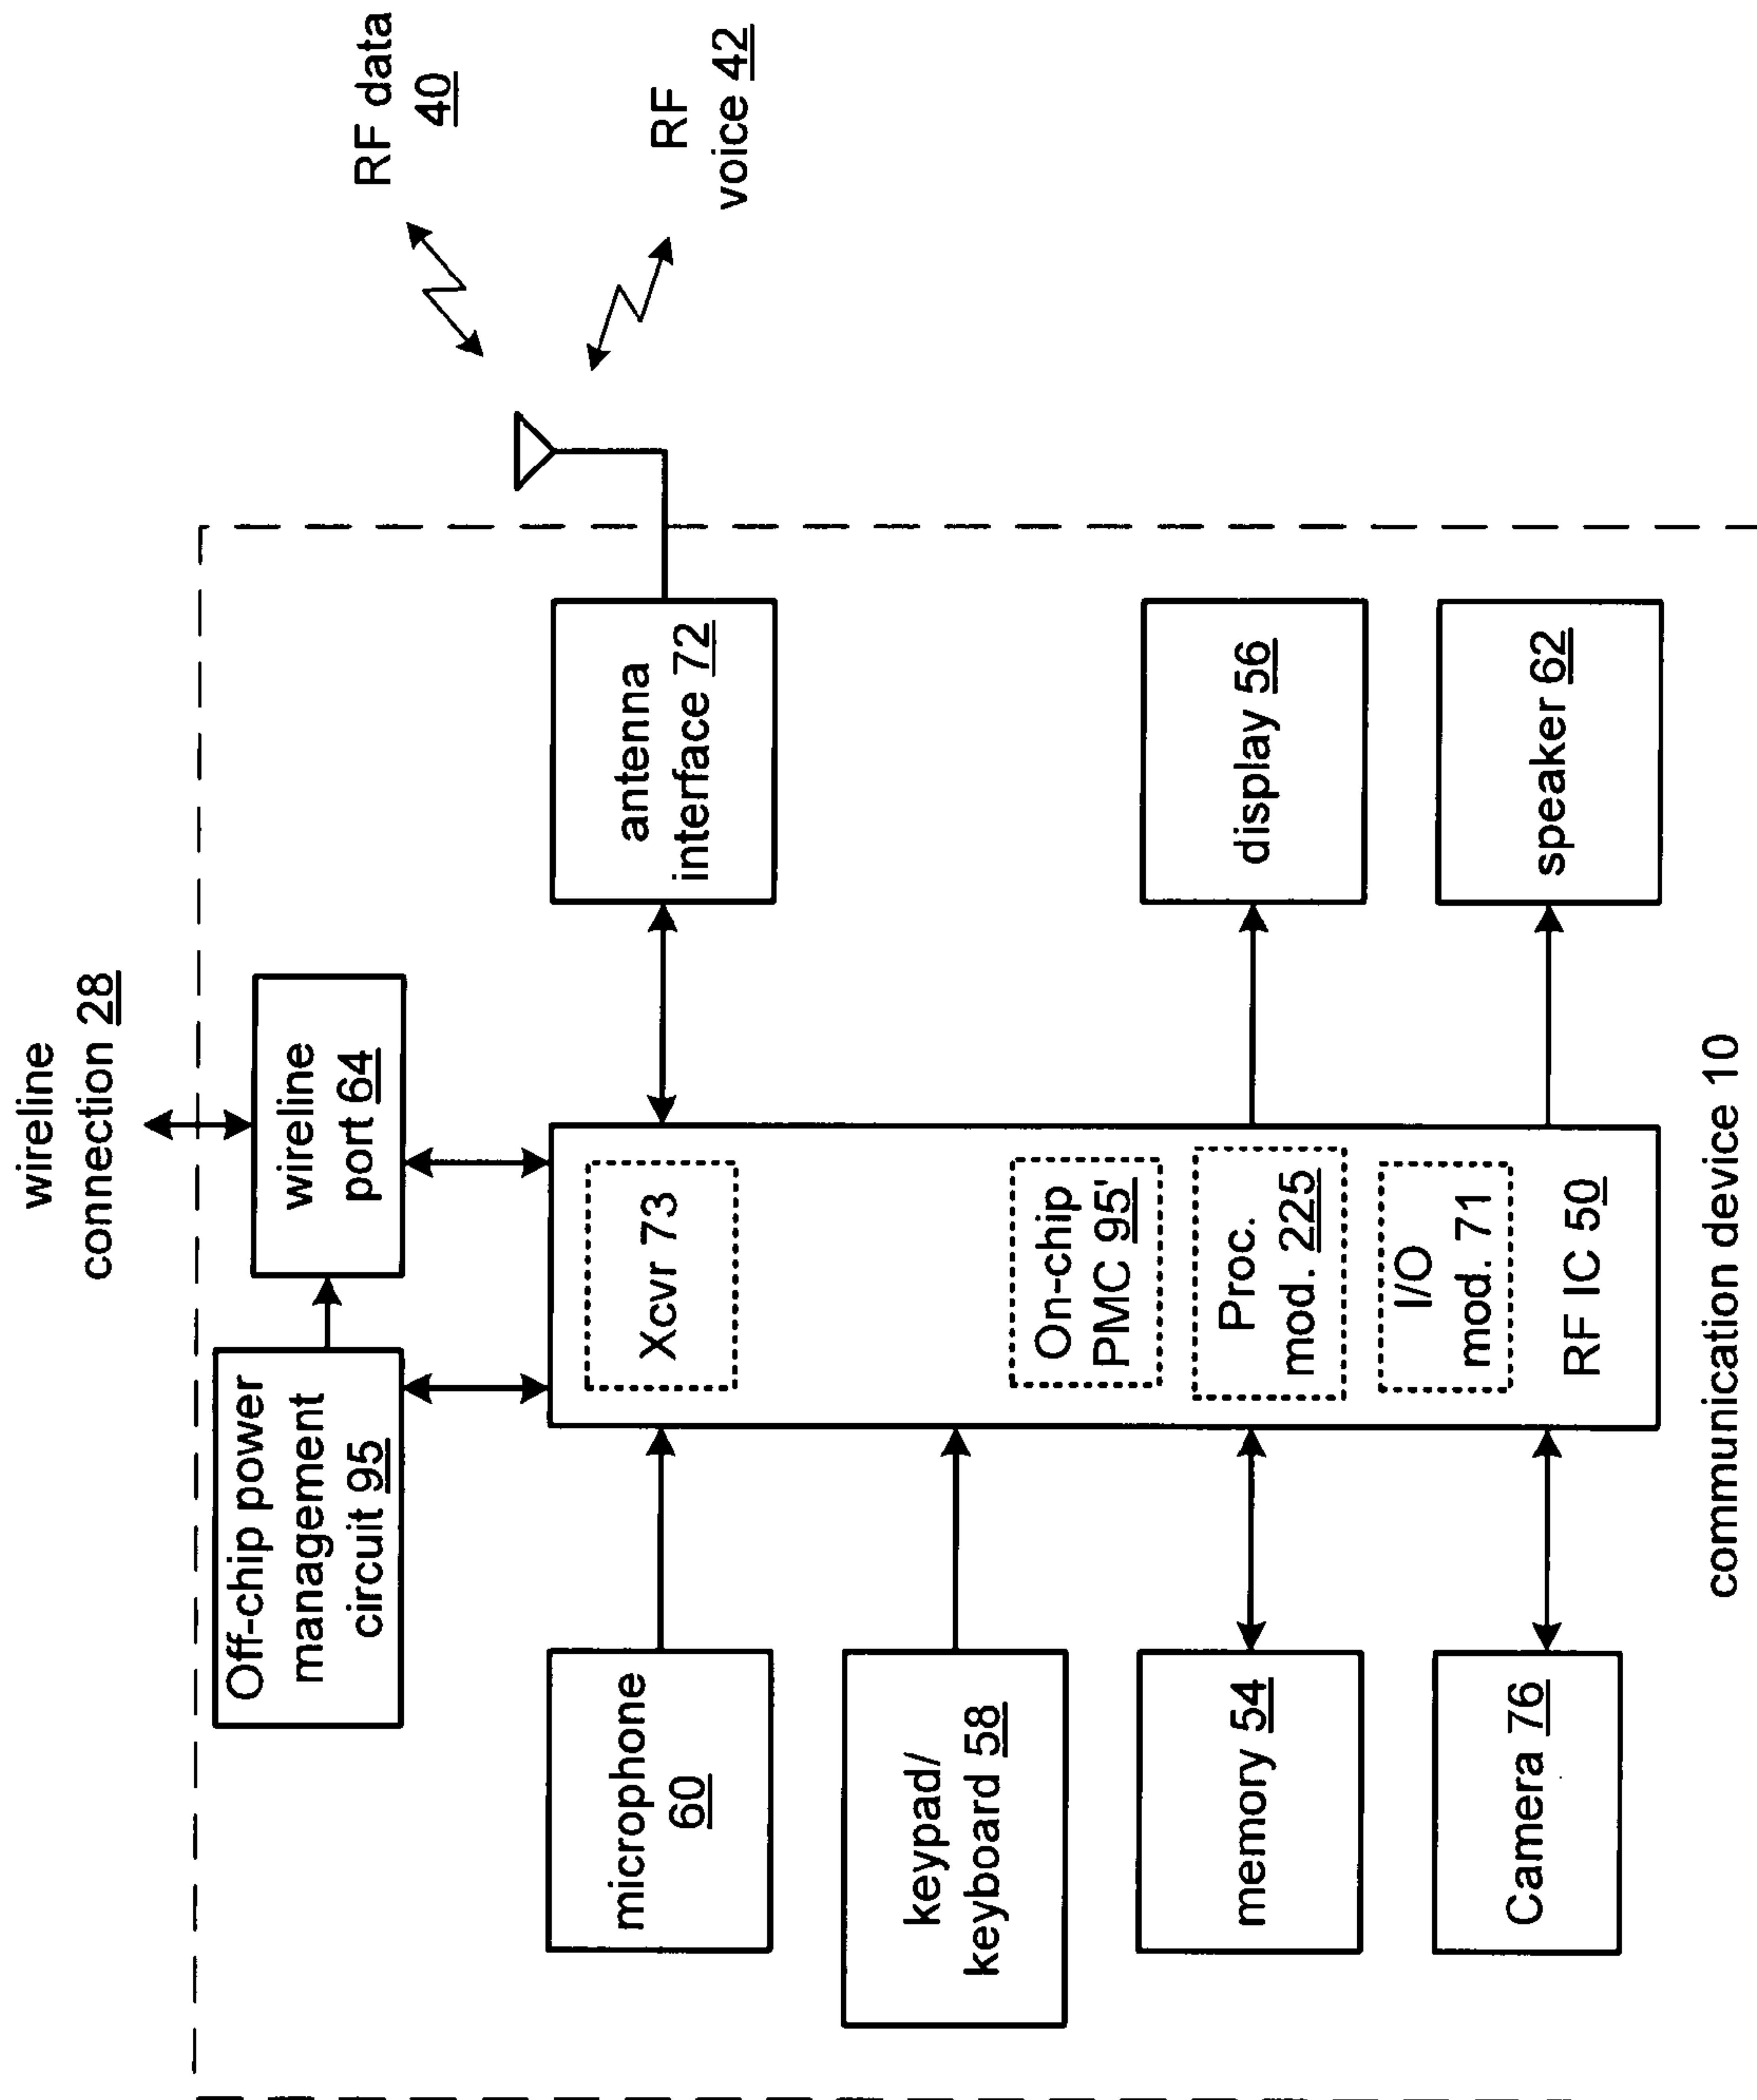 wireline
connection 28
RF data
40
RF
voice 42
Off-chip power
management
circuit 95
wireline
port 64
antenna
interface 72
microphone
60
Xcvr 73
keypad/
keyboard 58
On-chip
PMC 95'
Proc.
mod. 225
memory 54
display 56
I/O
mod. 71
Camera 76
RF IC 50
speaker 62
communication device 10